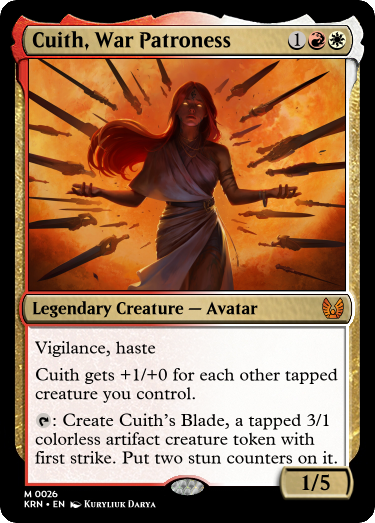 Cuith, War Patroness 1
Legendary Creature — Avatar
Vigilance, haste
Cuith gets +1/+0 for each other tapped
creature you control.
: Create Cuith's Blade, a tapped 3/1
colorless artifact creature token with
first strike. Put two stun counters on it.
1/5
M 0026
KRN • EN Kuryliuk Darya